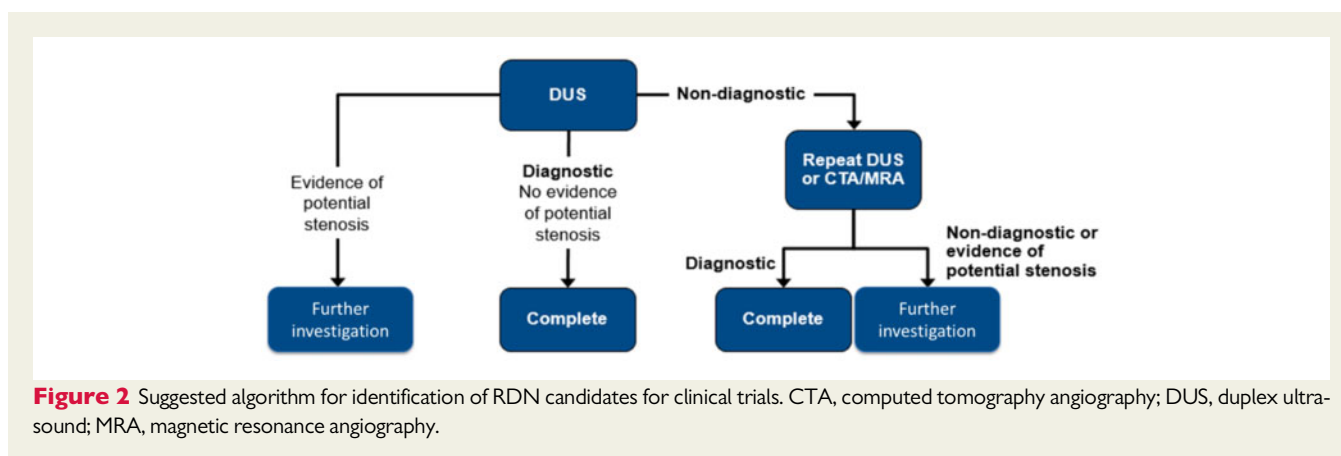 DUS
Non-diagnostic
Repeat DUS
or CTA/MRA
Evidence of
potential
stenosis
Diagnostic
No evidence
of potential
stenosis
Diagnostic
Non-diagnostic or
evidence of
potential stenosis
Further
investigation
Complete
Complete
Further
investigation
Figure 2 Suggested algorithm for identification of RDN candidates for clinical trials. CTA, computed tomography angiography; DUS, duplex ultra-
sound; MRA, magnetic resonance angiography.